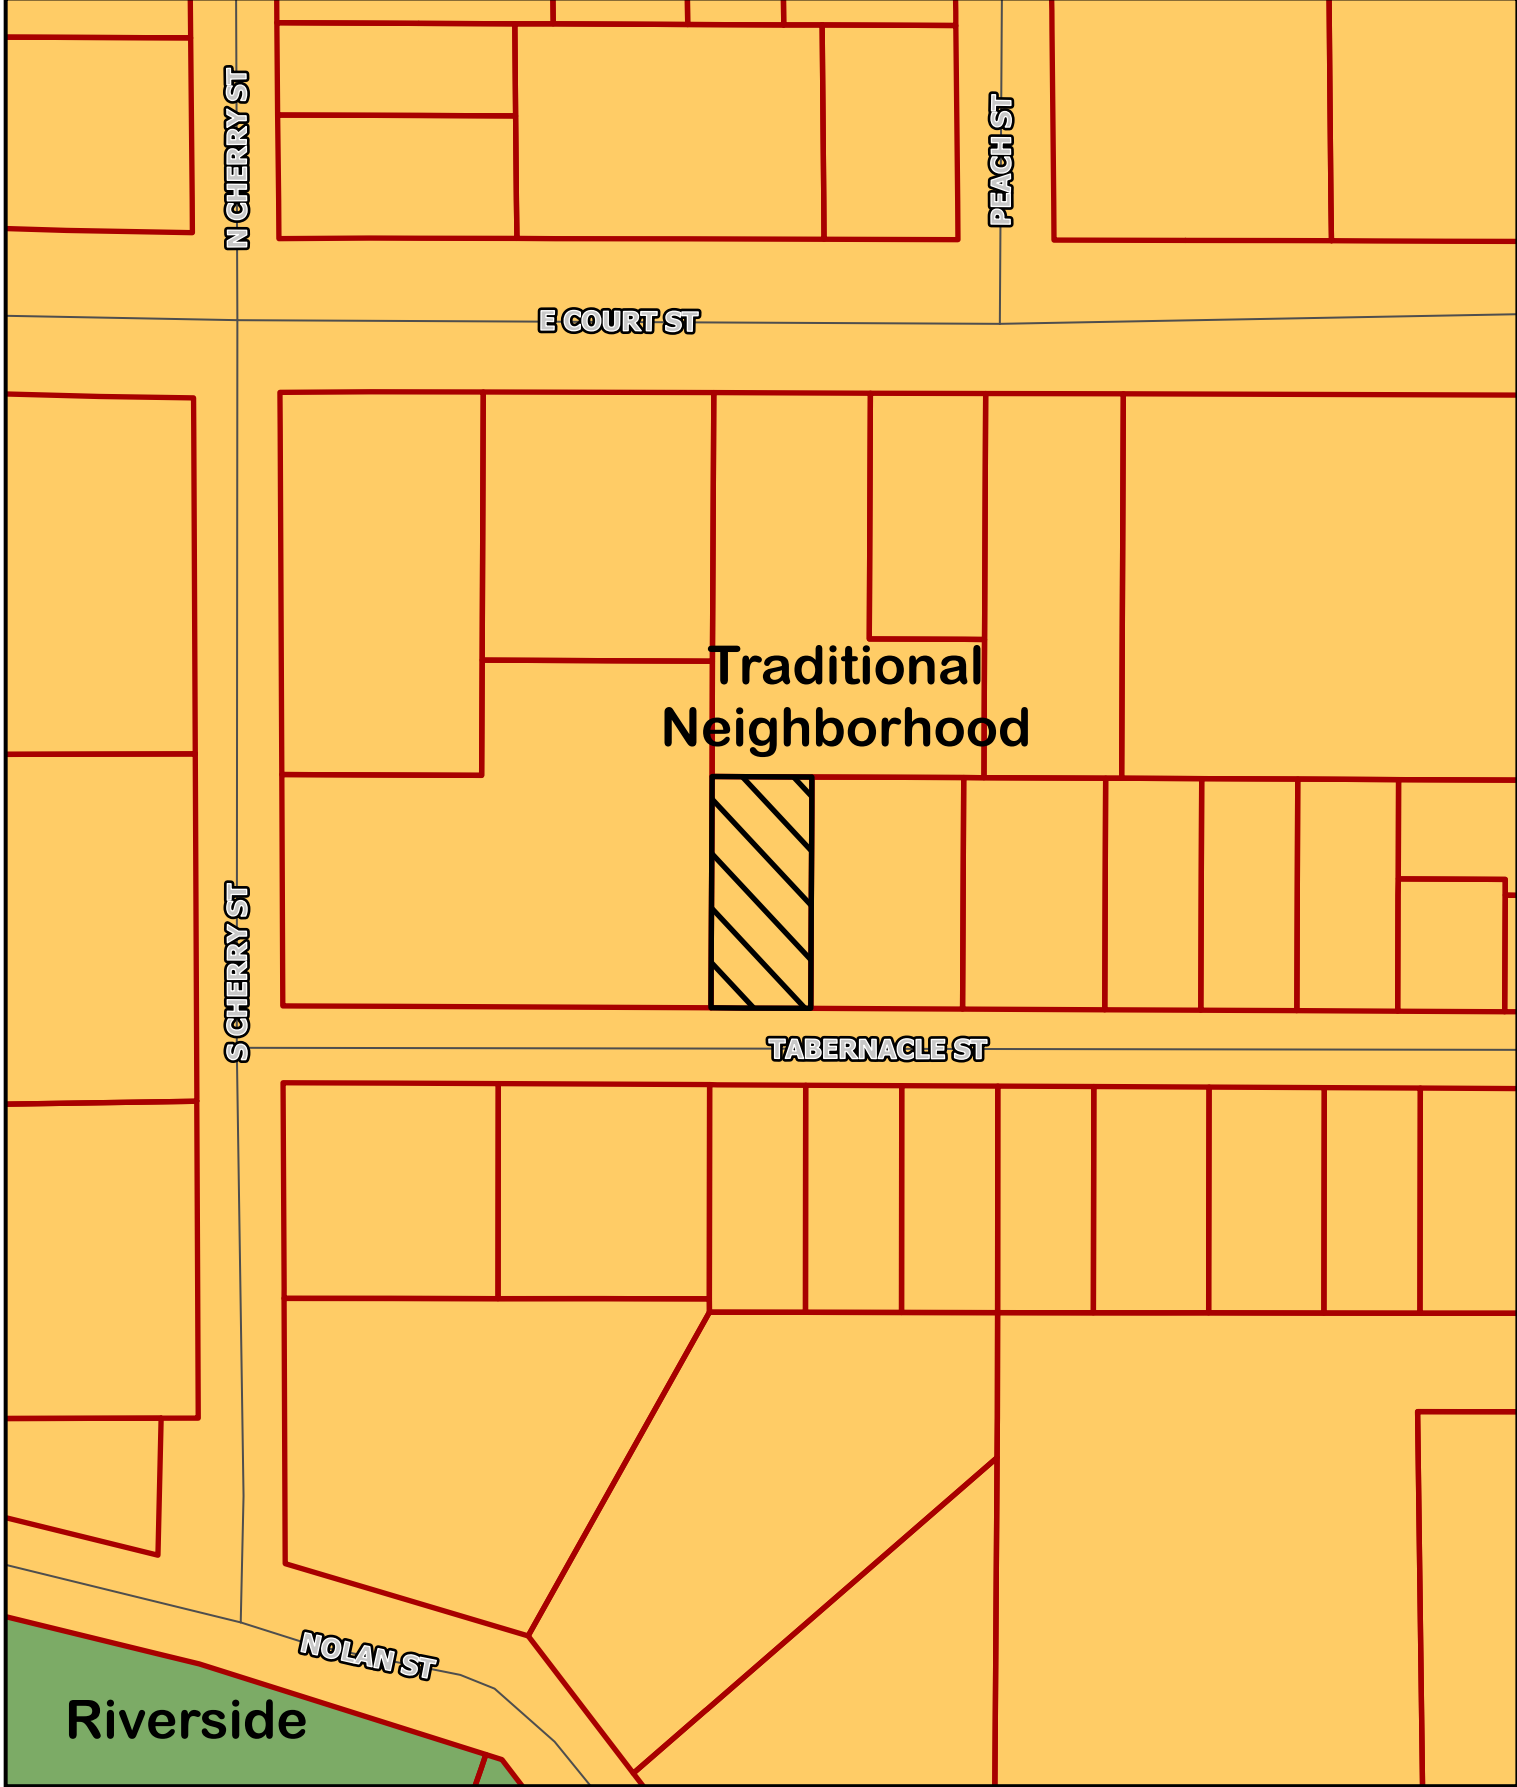 N CHERRY ST
PEACH ST
E COURT ST
Traditional
Neighborhood
S CHERRY ST
TABERNACLE ST
NOLAN ST
Riverside